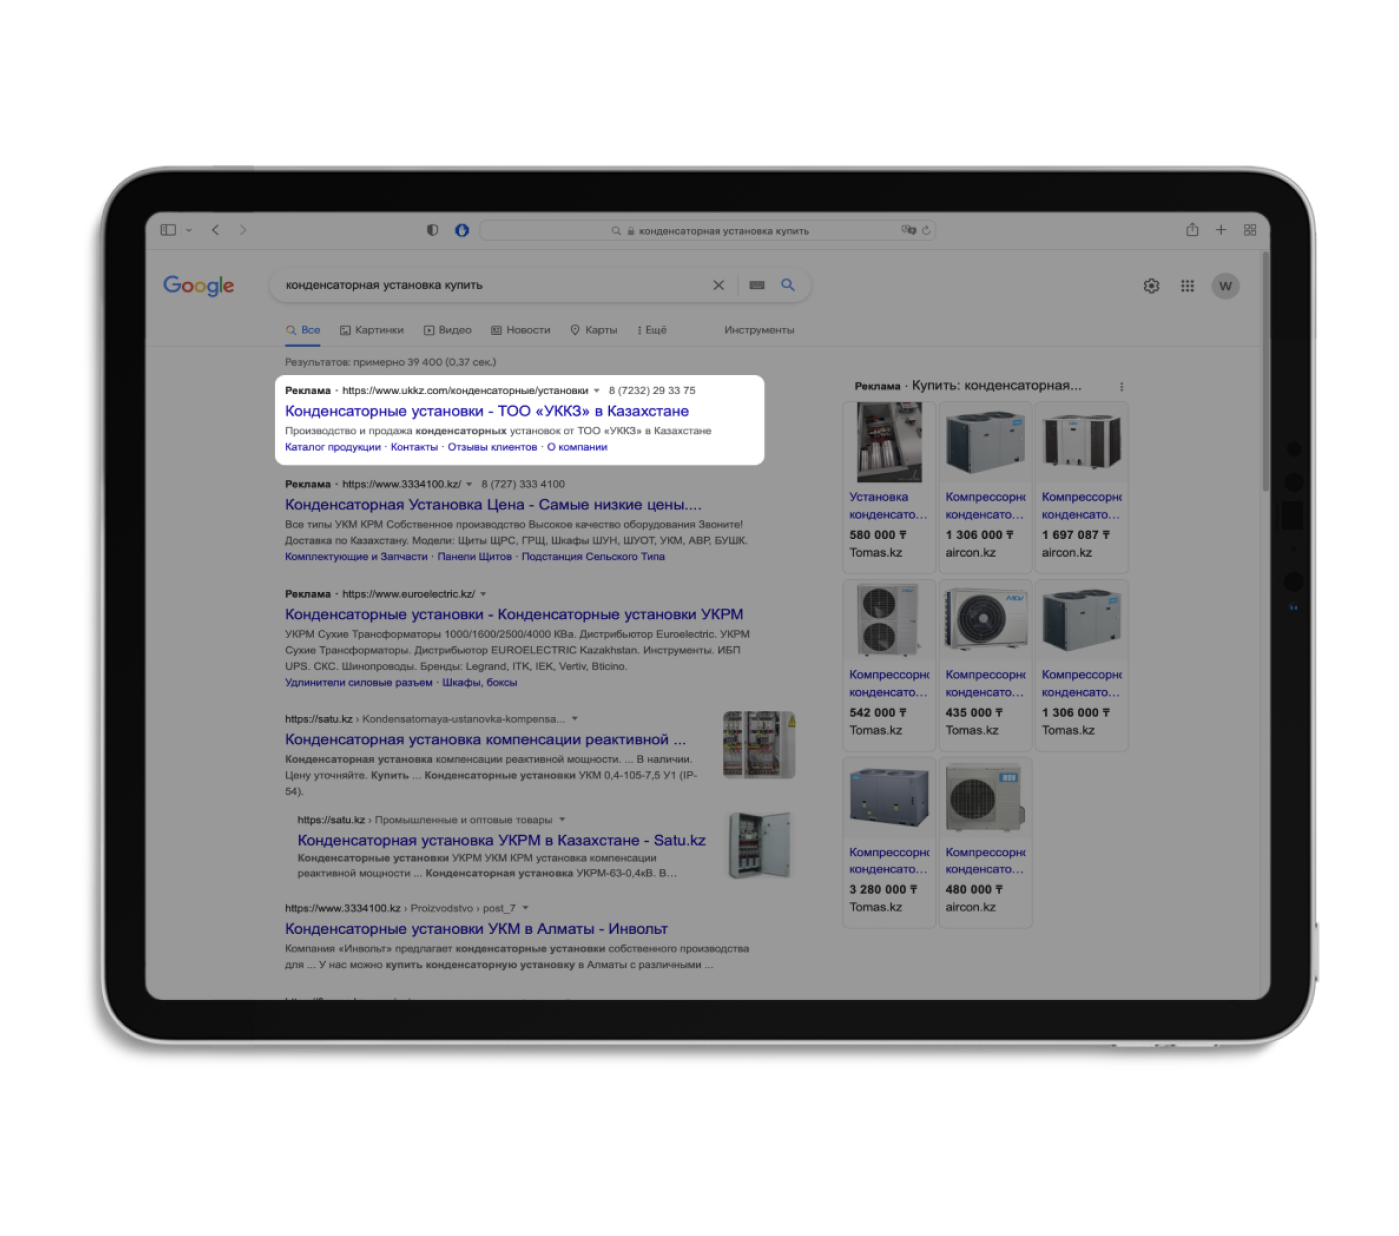 конденсаторная установка купить
Google
конденсаторная установка купить
W
Все Картинки Видео Новости Карты Ещё Инструменты
Результатов: примерно 39 400 (0,37 сек.)
Реклама · https://www.ukkz.com/конденсаторные/установки 8 (7232) 29 33 75
Конденсаторные установки - ТОО «УККЗ» в Казахстане
Производство и продажа конденсаторных установок от ТОО «УККЗ» в Казахстане
Каталог продукции · Контакты · Отзывы клиентов · О компании
Реклама · https://www.3334100.kz/ 8 (727) 333 4100
Конденсаторная Установка Цена - Самые низкие цены....
Все типы УКМ КРМ Собственное производство Высокое качество оборудования Звоните!
Доставка по Казахстану. Модели: Щиты ЩРС, ГРЩ, Шкафы ШУН, ШУОТ, УКМ, АВР, БУШК.
Комплектующие и Запчасти · Панели Щитов · Подстанция Сельского Типа
Реклама · https://www.euroelectric.kz/
Конденсаторные установки - Конденсаторные установки УКРМ
УКРМ Сухие Трансформаторы 1000/1600/2500/4000 КВа. Дистрибьютор Euroelectric. УКРМ
Сухие Трансформаторы. Дистрибьютор EUROELECTRIC Kazakhstan. Инструменты. ИБП
UPS. СКС. Шинопроводы. Бренды: Legrand, ITK, IEK, Vertiv, Bticino.
Удлинители силовые разъем · Шкафы, боксы
https://satu.kz › Kondensatornaya-ustanovka-kompensa...
Конденсаторная установка компенсации реактивной ...
Конденсаторная установка компенсации реактивной мощности. ... В наличии.
Цену уточняйте. Купить ... Конденсаторные установки УКМ 0,4-105-7,5 У1 (IP-
54).
https://satu.kz › Промышленные и оптовые товары
Конденсаторная установка УКРМ в Казахстане - Satu.kz
Конденсаторные установки УКРМ УКМ КРМ установка компенсации
реактивной мощности ... Конденсаторная установка УКРМ-63-0,4кВ. В...
https://www.3334100.kz › Proizvodstvo › post_7
Конденсаторные установки УКМ в Алматы - Инвольт
Компания «Инвольт» предлагает конденсаторные установки собственного производства
для ... У нас можно купить конденсаторную установку в Алматы с различными ...
Реклама · Купить: конденсаторная...
Установка
конденсато...
580 000 ₸
Tomas.kz
Компрессорно
конденсато...
1 306 000 ₸
aircon.kz
Компрессорно
конденсато...
1 697 087 ₸
aircon.kz
Компрессорно
конденсато...
542 000 ₸
Tomas.kz
Компрессорно
конденсато...
435 000 ₸
Tomas.kz
Компрессорно
конденсато...
1 306 000 ₸
Tomas.kz
Компрессорно
конденсато...
3 280 000 ₸
Tomas.kz
Компрессорно
конденсато...
480 000 ₸
aircon.kz